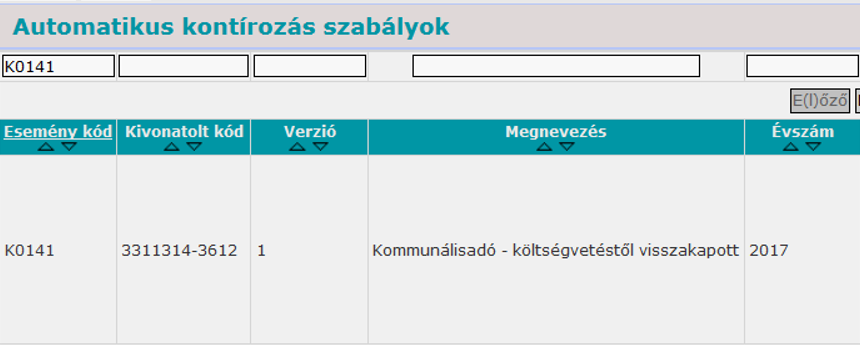 Automatikus kontírozás szabályok
K0141
E(l)őző
Esemény kód Kivonatolt kód Verzió Megnevezés Évszám
K0141 3311314-3612 1 Kommunálisadó - költségvetéstől visszakapott 2017